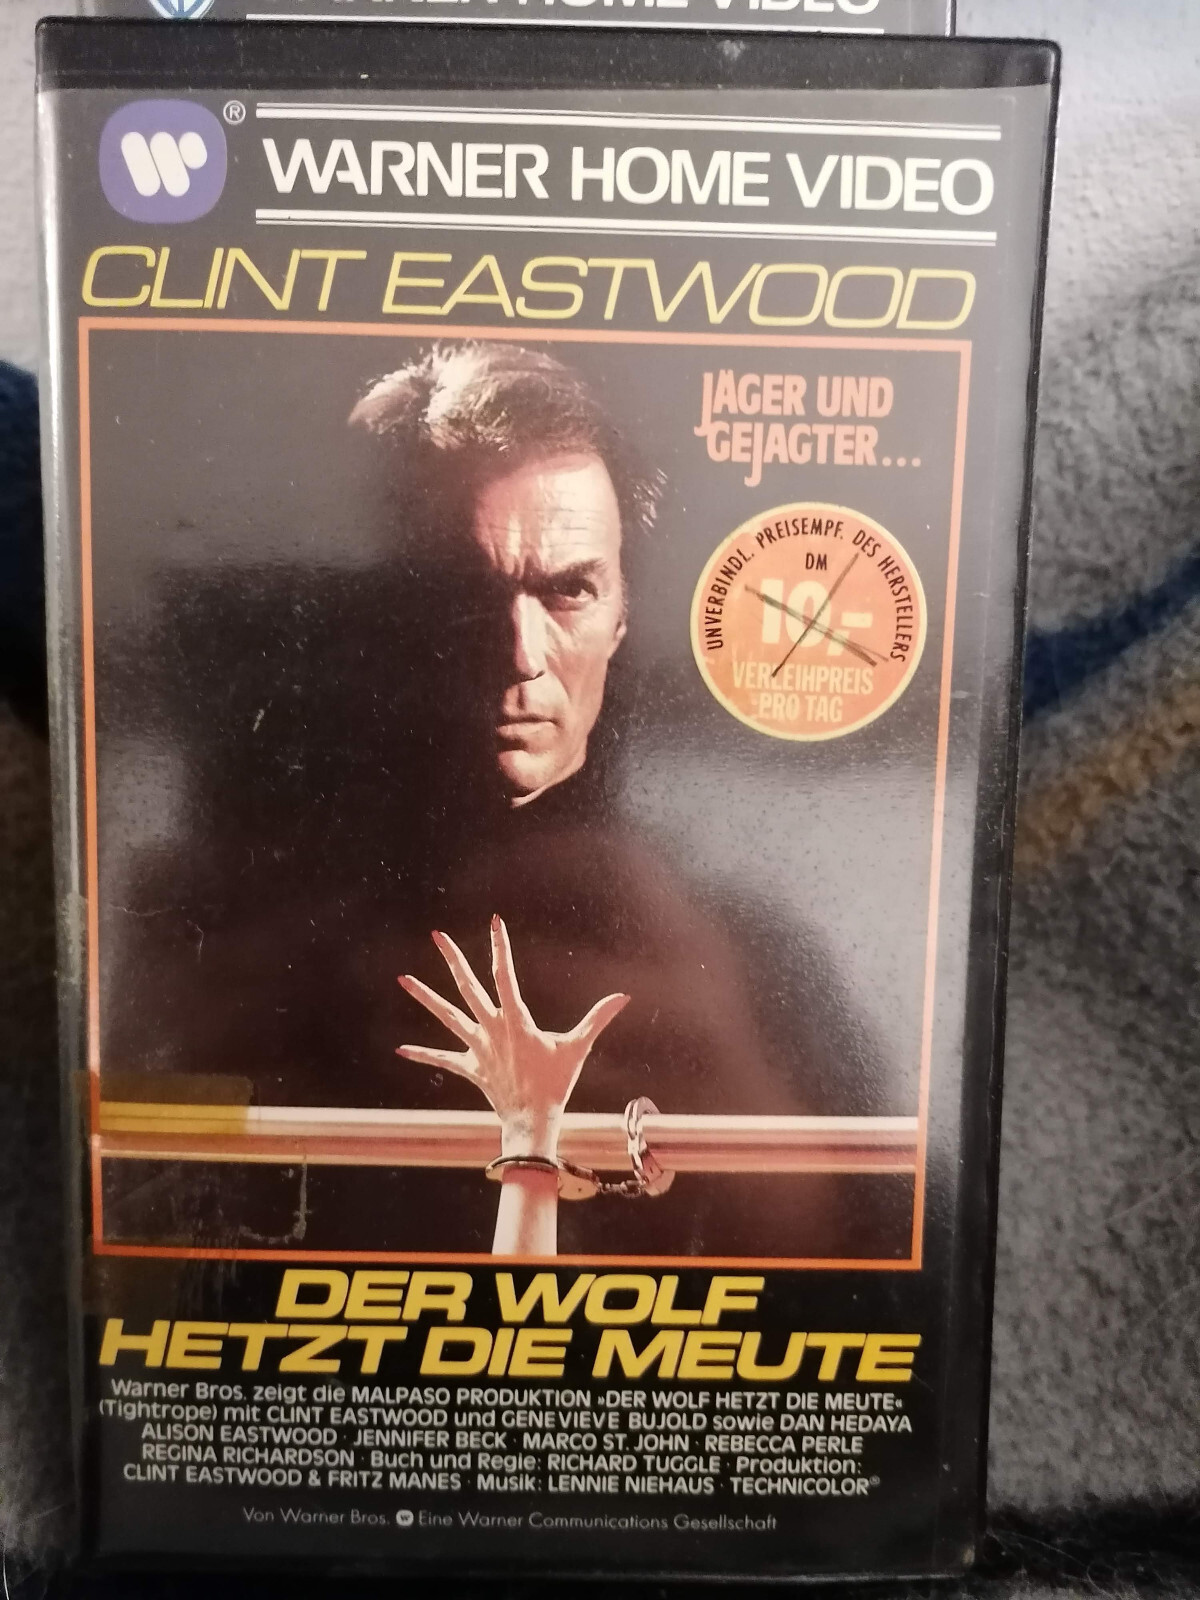 WARNER HOME VIDEO
®
WARNER HOME VIDEO
CLINT EASTWOOD
JÄGER UND
GEJAGTER...
UNVERBINDL. PREISEMPF. DES HERSTELLERS
DM
10,-
VERLEIHPREIS
PRO TAG
DER WOLF
HETZT DIE MEUTE
Warner Bros. zeigt die MALPASO PRODUKTION »DER WOLF HETZT DIE MEUTE«
(Tightrope) mit CLINT EASTWOOD und GENEVIEVE BUJOLD sowie DAN HEDAYA
ALISON EASTWOOD · JENNIFER BECK · MARCO ST. JOHN · REBECCA PERLE
REGINA RICHARDSON · Buch und Regie: RICHARD TUGGLE · Produktion:
CLINT EASTWOOD & FRITZ MANES · Musik: LENNIE NIEHAUS · TECHNICOLOR®
Von Warner Bros. Eine Warner Communications Gesellschaft